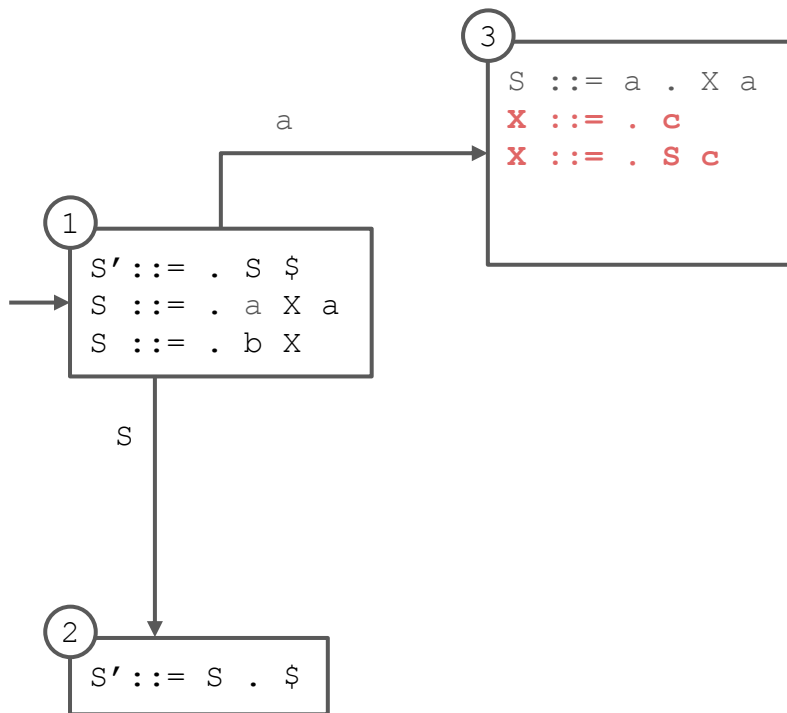 3
S ::= a . X a
X ::= . c
X ::= . S c
a
1
S’::= . S $
S ::= . a X a
S ::= . b X
S
2
S’::= S . $